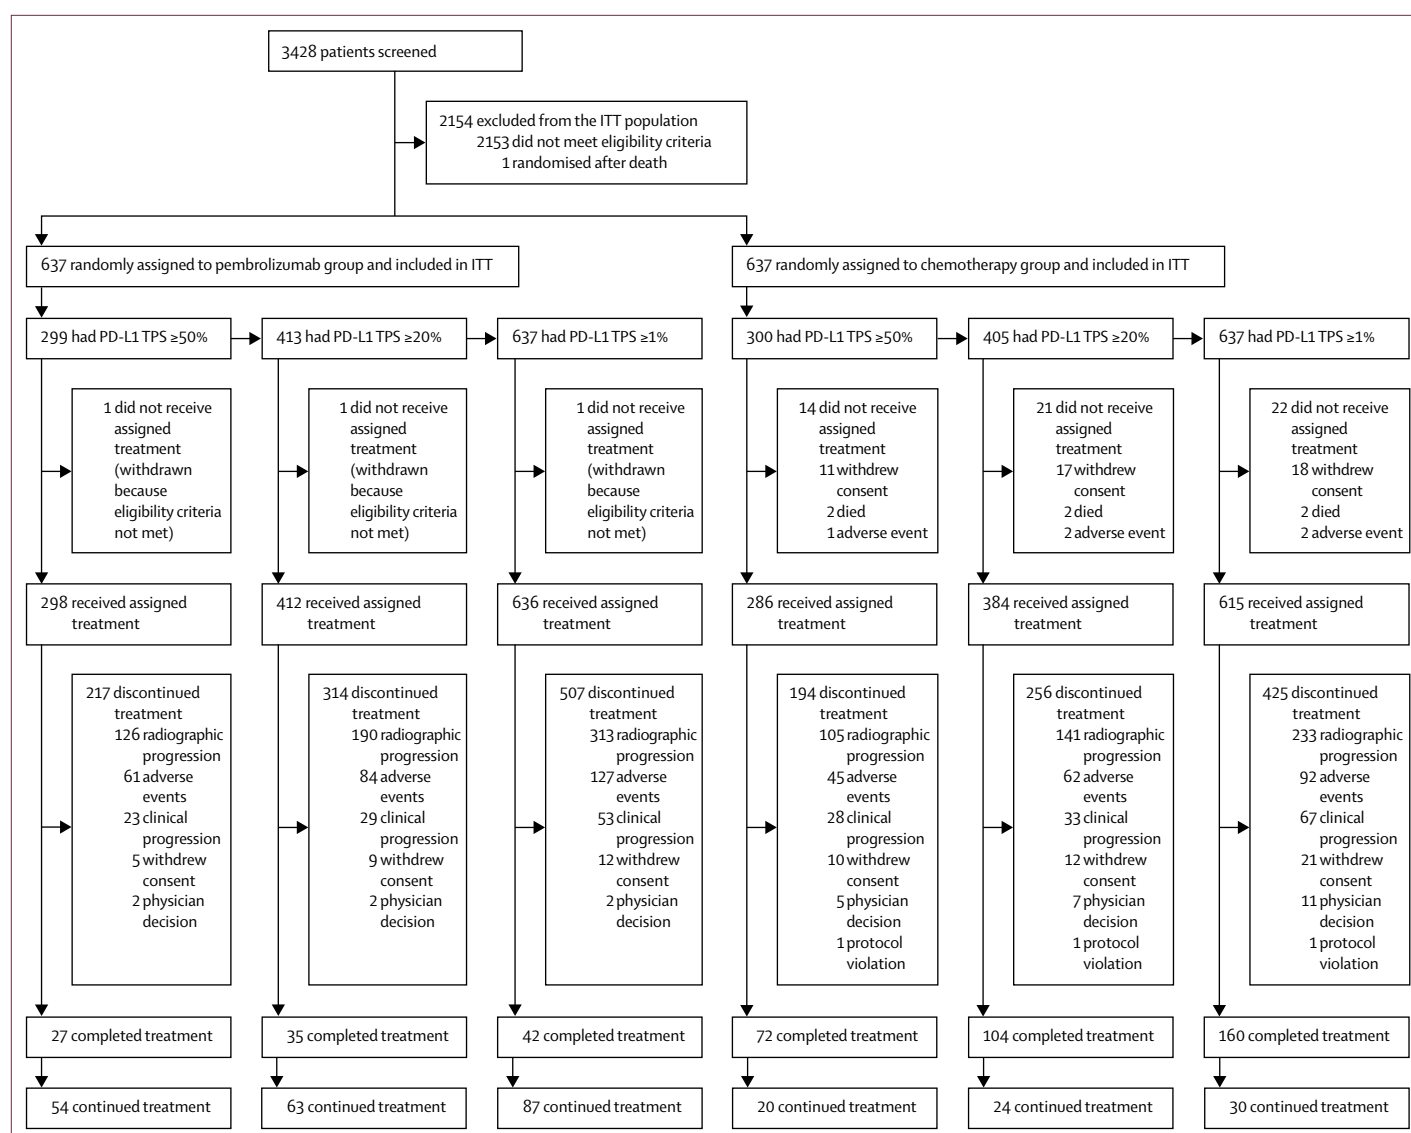 3428 patients screened
2154 excluded from the ITT population
2153 did not meet eligibility criteria
1 randomised after death
637 randomly assigned to pembrolizumab group and included in ITT
637 randomly assigned to chemotherapy group and included in ITT
299 had PD-L1 TPS ≥50%
413 had PD-L1 TPS ≥20%
637 had PD-L1 TPS ≥1%
300 had PD-L1 TPS ≥50%
405 had PD-L1 TPS ≥20%
637 had PD-L1 TPS ≥1%
1 did not receive
assigned
treatment
(withdrawn
because
eligibility criteria
not met)
1 did not receive
assigned
treatment
(withdrawn
because
eligibility criteria
not met)
1 did not receive
assigned
treatment
(withdrawn
because
eligibility criteria
not met)
14 did not receive
assigned
treatment
11 withdrew
consent
2 died
1 adverse event
21 did not receive
assigned
treatment
17 withdrew
consent
2 died
2 adverse event
22 did not receive
assigned
treatment
18 withdrew
consent
2 died
2 adverse event
298 received assigned
treatment
412 received assigned
treatment
636 received assigned
treatment
286 received assigned
treatment
384 received assigned
treatment
615 received assigned
treatment
217 discontinued
treatment
126 radiographic
progression
61 adverse
events
23 clinical
progression
5 withdrew
consent
2 physician
decision
314 discontinued
treatment
190 radiographic
progression
84 adverse
events
29 clinical
progression
9 withdrew
consent
2 physician
decision
507 discontinued
treatment
313 radiographic
progression
127 adverse
events
53 clinical
progression
12 withdrew
consent
2 physician
decision
194 discontinued
treatment
105 radiographic
progression
45 adverse
events
28 clinical
progression
10 withdrew
consent
5 physician
decision
1 protocol
violation
256 discontinued
treatment
141 radiographic
progression
62 adverse
events
33 clinical
progression
12 withdrew
consent
7 physician
decision
1 protocol
violation
425 discontinued
treatment
233 radiographic
progression
92 adverse
events
67 clinical
progression
21 withdrew
consent
11 physician
decision
1 protocol
violation
27 completed treatment
35 completed treatment
42 completed treatment
72 completed treatment
104 completed treatment
160 completed treatment
54 continued treatment
63 continued treatment
87 continued treatment
20 continued treatment
24 continued treatment
30 continued treatment